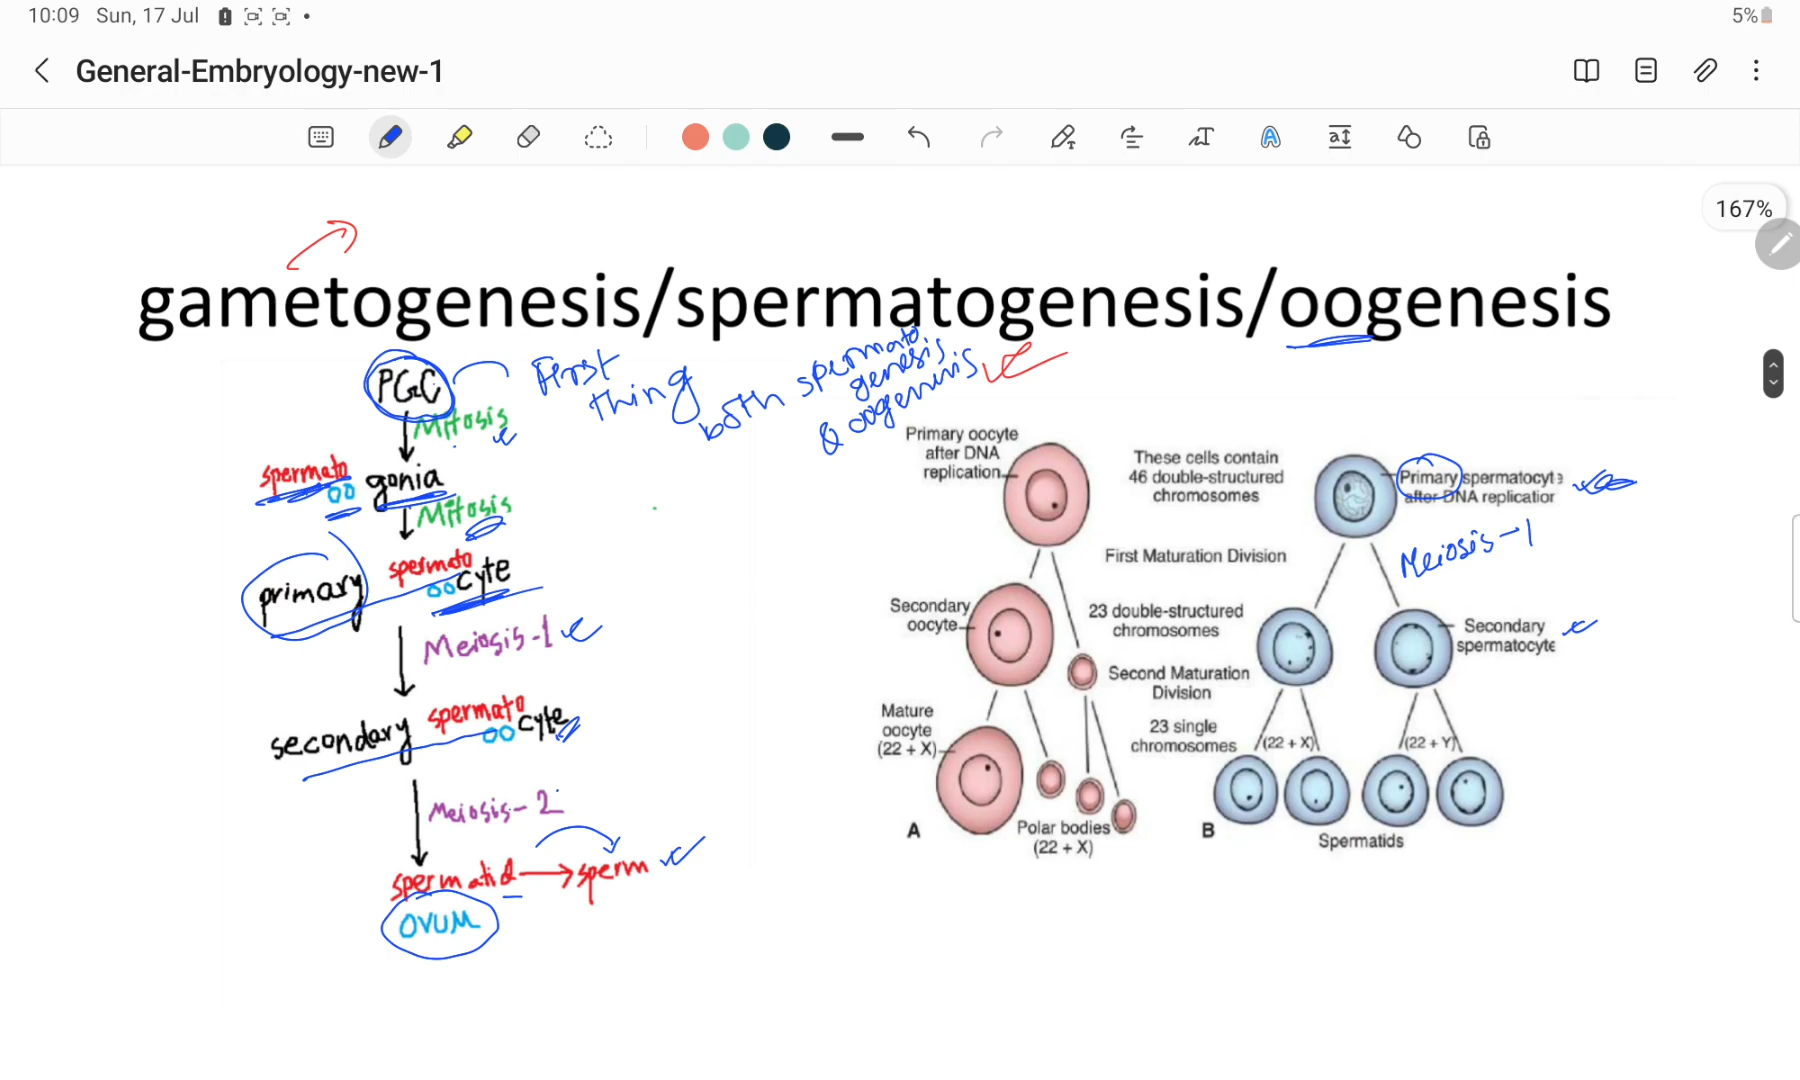 10:09 Sun, 17 Jul
5%
General-Embryology-new-1
167%
gametogenesis/spermatogenesis/oogenesis
PGC
First
thing
both spermato
genesis
& oogenesis
Mitosis
spermato
oo gonia
Mitosis
primary spermato
oo cyte
Meiosis-1
secondary spermato
oo cyte
Meiosis-2
spermatid → sperm
OVUM
Primary oocyte
after DNA
replication
These cells contain
46 double-structured
chromosomes
Primary spermatocyte
after DNA replication
Meiosis-1
First Maturation Division
Secondary
oocyte
23 double-structured
chromosomes
Secondary
spermatocyte
Second Maturation
Division
Mature
oocyte
(22 + X)
23 single
chromosomes
(22 + X)
(22 + Y)
A
Polar bodies
(22 + X)
B
Spermatids